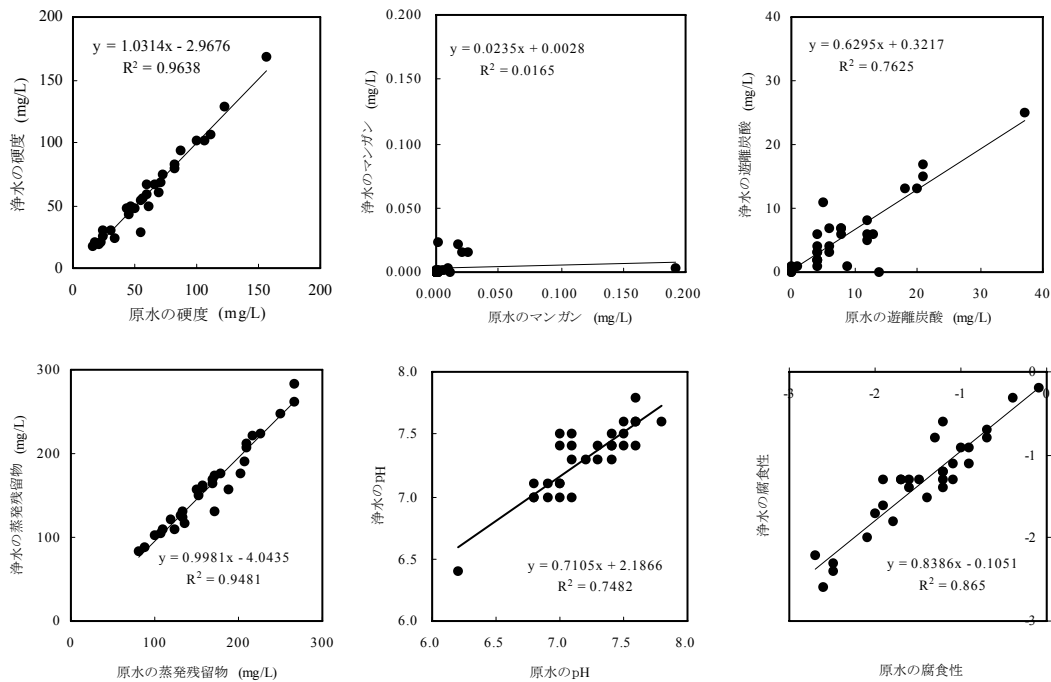 200
150
100
50
0
浄水の硬度 (mg/L)
y = 1.0314x - 2.9676
R² = 0.9638
0 50 100 150 200
原水の硬度 (mg/L)
0.200
0.150
0.100
0.050
0.000
浄水のマンガン (mg/L)
y = 0.0235x + 0.0028
R² = 0.0165
0.000 0.050 0.100 0.150 0.200
原水のマンガン (mg/L)
40
30
20
10
0
浄水の遊離炭酸 (mg/L)
y = 0.6295x + 0.3217
R² = 0.7625
0 10 20 30 40
原水の遊離炭酸 (mg/L)
300
200
100
0
浄水の蒸発残留物 (mg/L)
y = 0.9981x - 4.0435
R² = 0.9481
0 100 200 300
原水の蒸発残留物 (mg/L)
8.0
7.5
7.0
6.5
6.0
浄水のpH
y = 0.7105x + 2.1866
R² = 0.7482
6.0 6.5 7.0 7.5 8.0
原水のpH
0
-1
-2
-3
浄水の腐食性
-3 -2 -1 0
y = 0.8386x - 0.1051
R² = 0.865
原水の腐食性